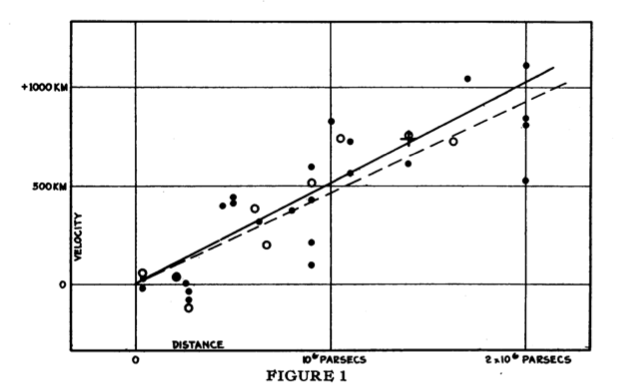 +1000 KM
500 KM
0
VELOCITY
DISTANCE
0
10⁶ PARSECS
2 x 10⁶ PARSECS
FIGURE 1